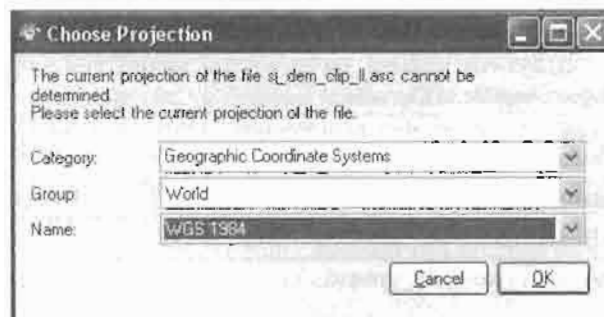 Choose Projection
The current projection of the file sj_dem_clip_ll.asc cannot be
determined.
Please select the current projection of the file.
Category: Geographic Coordinate Systems
Group: World
Name: WGS 1984
Cancel OK